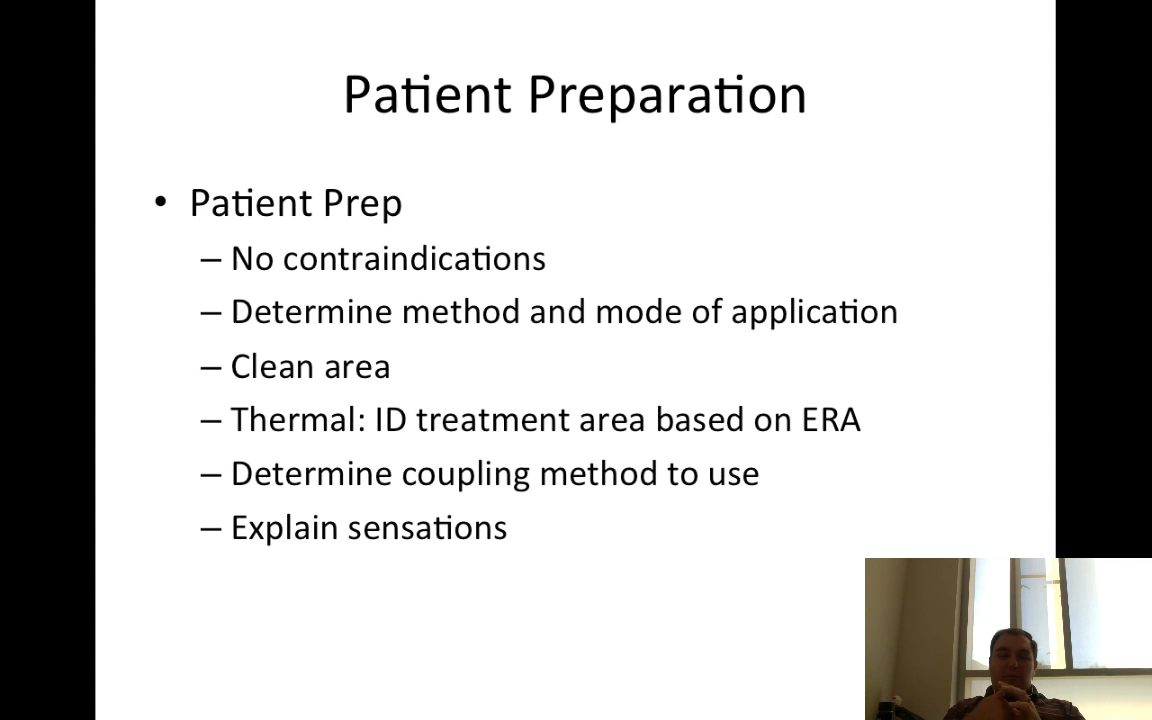 Patient Preparation
• Patient Prep
– No contraindications
– Determine method and mode of application
– Clean area
– Thermal: ID treatment area based on ERA
– Determine coupling method to use
– Explain sensations